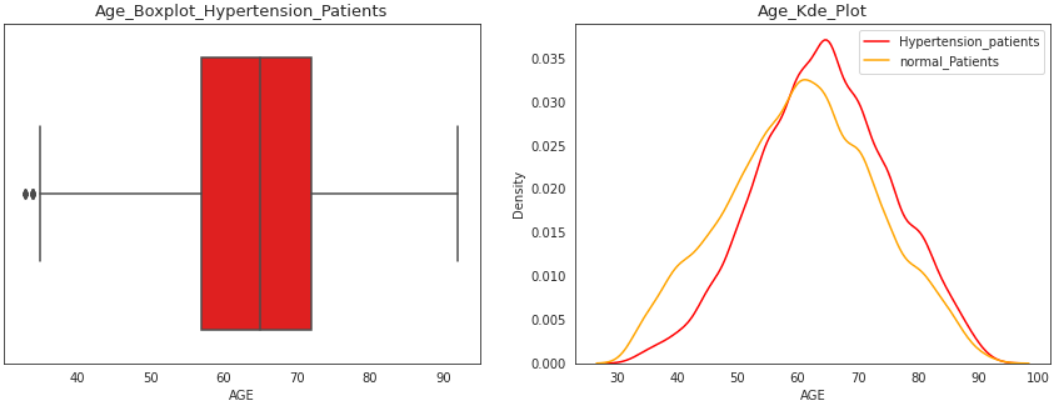 Age_Boxplot_Hypertension_Patients
40 50 60 70 80 90
AGE
Age_Kde_Plot
Hypertension_patients
normal_Patients
0.035
0.030
0.025
0.020
0.015
0.010
0.005
0.000
Density
30 40 50 60 70 80 90 100
AGE